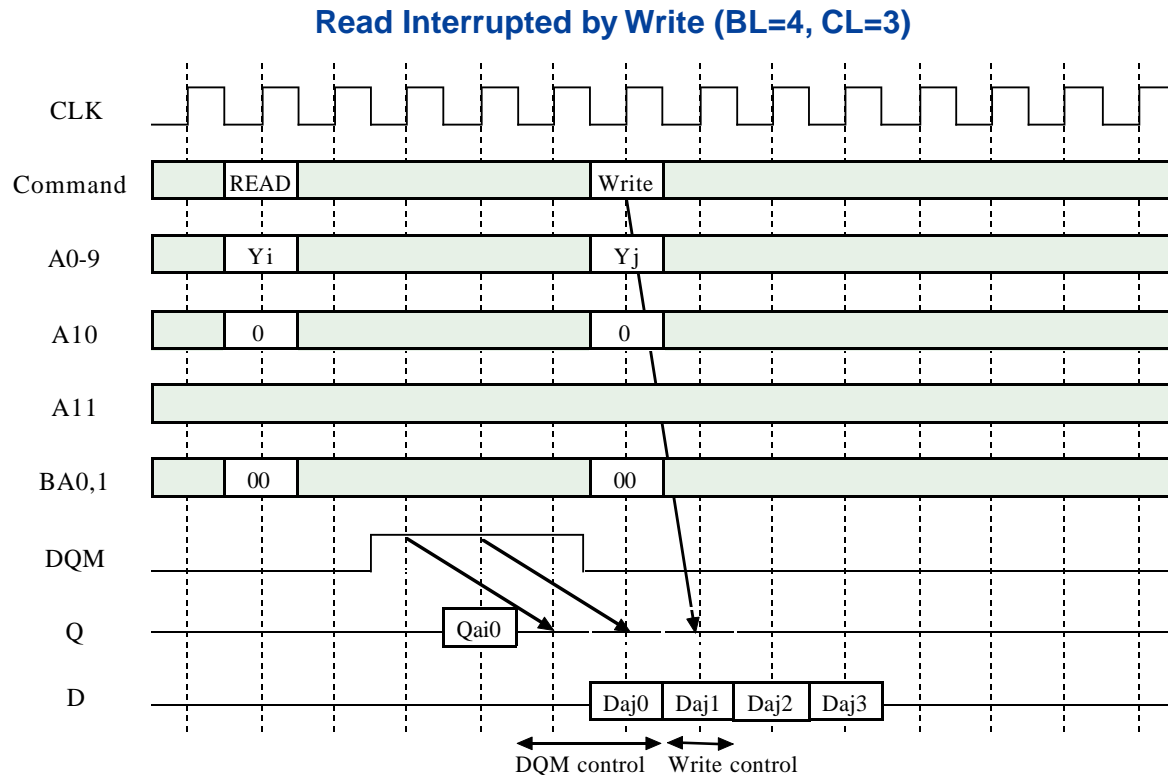 Read Interrupted by Write (BL=4, CL=3)
CLK
Command READ Write
A0-9 Yi Yj
A10 0 0
A11
BA0,1 00 00
DQM
Q Qai0
D Daj0 Daj1 Daj2 Daj3
DQM control Write control